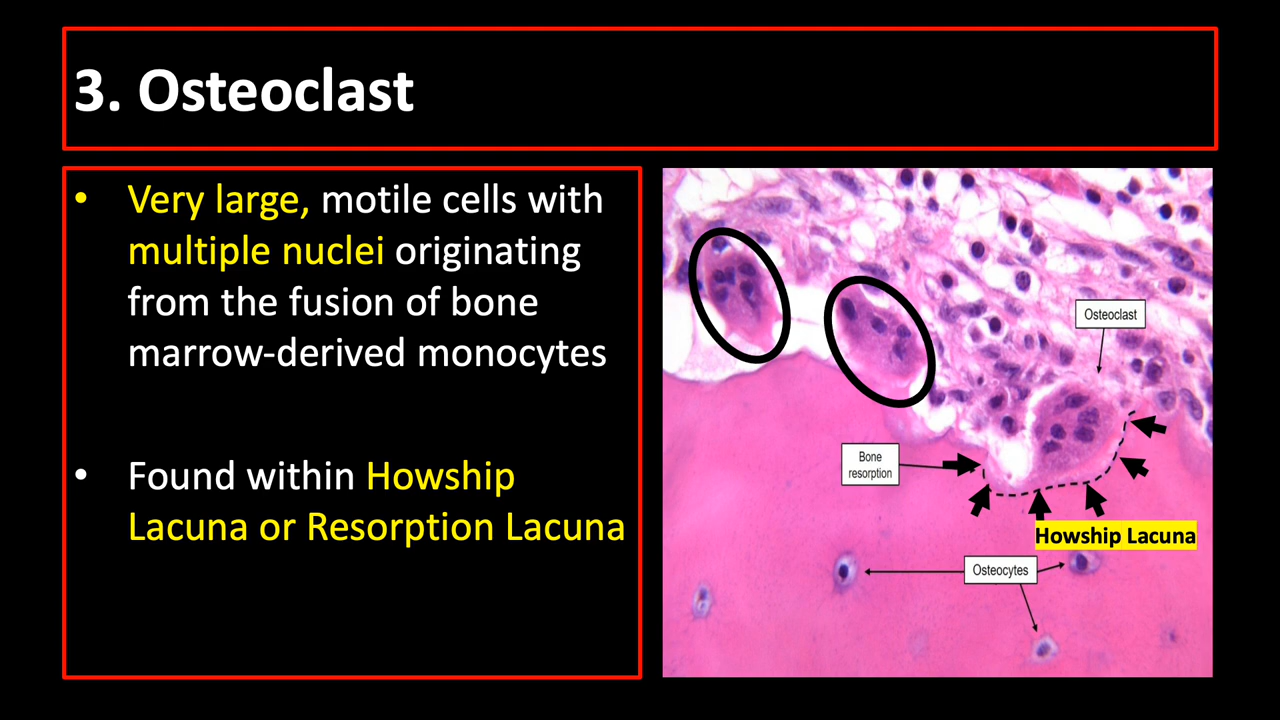 3. Osteoclast
• Very large, motile cells with
multiple nuclei originating
from the fusion of bone
marrow-derived monocytes
• Found within Howship
Lacuna or Resorption Lacuna
Osteoclast
Bone
resorption
Howship Lacuna
Osteocytes